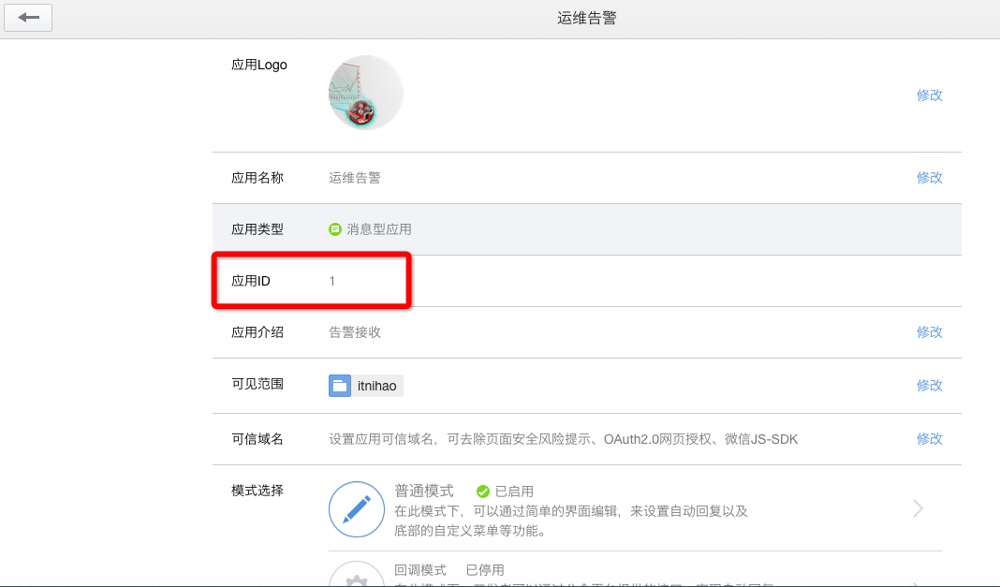 运维告警
应用Logo
修改
应用名称 运维告警 修改
应用类型 消息型应用
应用ID 1
应用介绍 告警接收 修改
可见范围 itnihao 修改
可信域名 设置应用可信域名，可去除页面安全风险提示、OAuth2.0网页授权、微信JS-SDK 修改
模式选择 普通模式 已启用
在此模式下，可以通过简单的界面编辑，来设置自动回复以及
底部的自定义菜单等功能。
回调模式 已停用